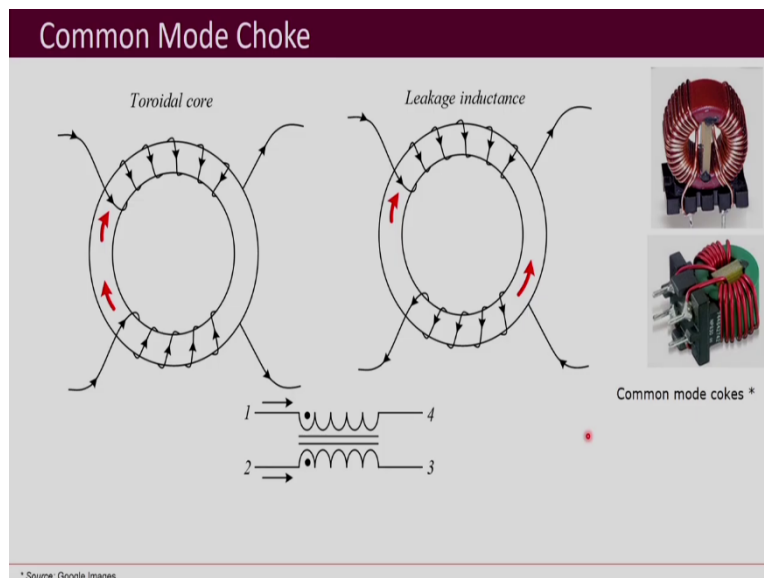 Common Mode Choke
Toroidal core
Leakage inductance
Common mode cokes *
1
4
2
3
* Source: Google Images